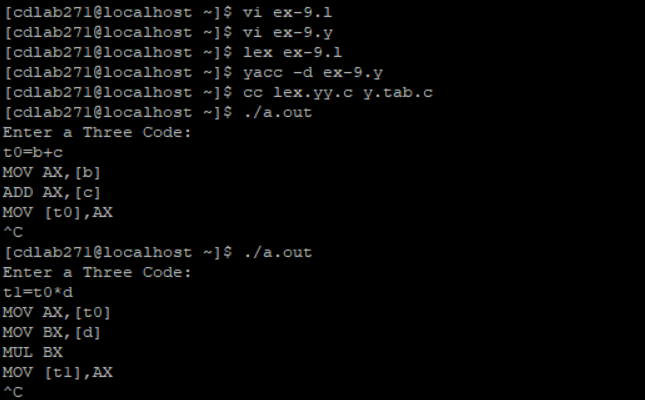 [cdlab271@localhost ~]$ vi ex-9.l
[cdlab271@localhost ~]$ vi ex-9.y
[cdlab271@localhost ~]$ lex ex-9.l
[cdlab271@localhost ~]$ yacc -d ex-9.y
[cdlab271@localhost ~]$ cc lex.yy.c y.tab.c
[cdlab271@localhost ~]$ ./a.out
Enter a Three Code:
t0=b+c
MOV AX,[b]
ADD AX,[c]
MOV [t0],AX
^C
[cdlab271@localhost ~]$ ./a.out
Enter a Three Code:
t1=t0*d
MOV AX,[t0]
MOV BX,[d]
MUL BX
MOV [t1],AX
^C